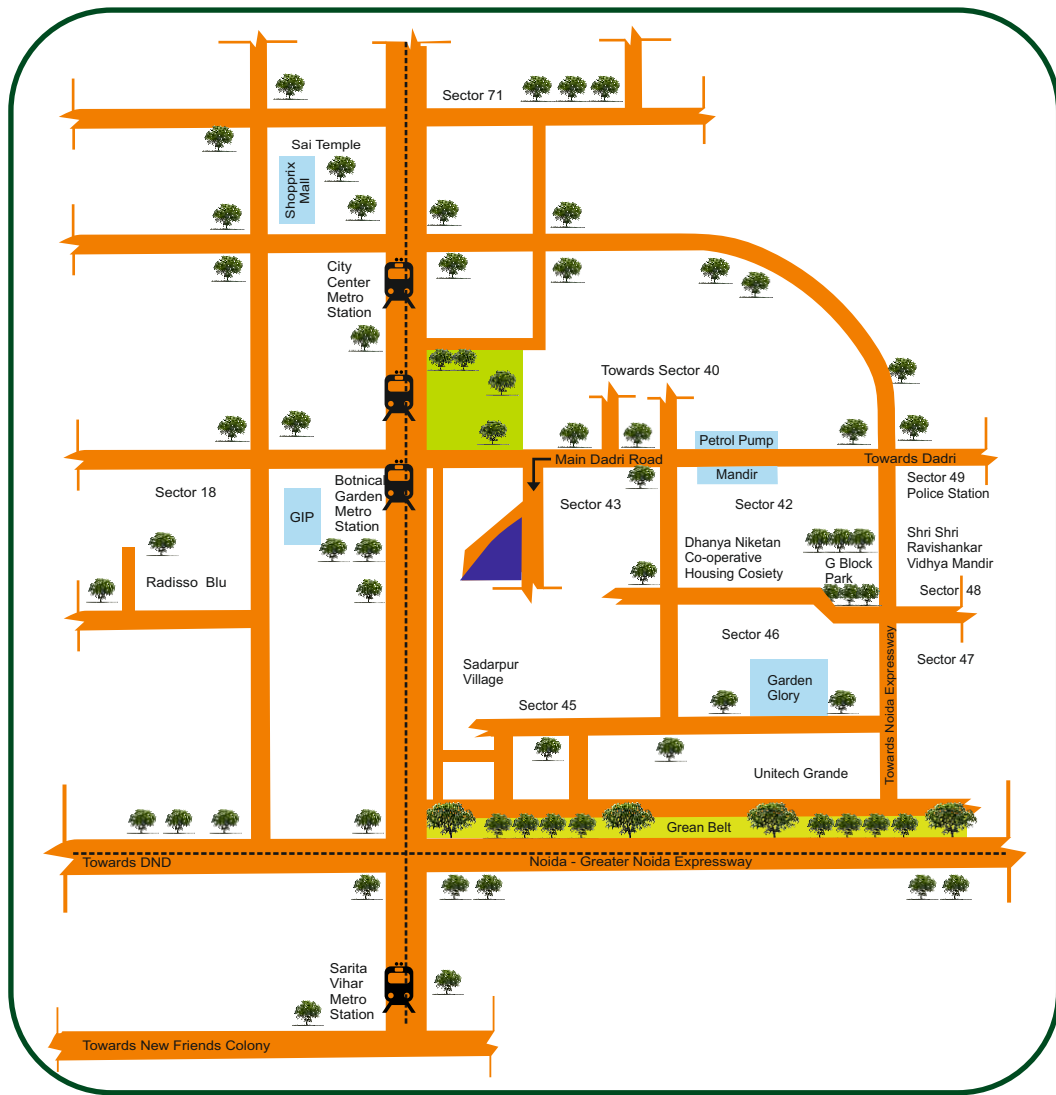 Sector 71
Sai Temple
Shopprix
Mall
City
Center
Metro
Station
Towards Sector 40
Petrol Pump
Main Dadri Road
Towards Dadri
Mandir
Sector 49
Police Station
Sector 18
Botnical
Garden
Metro
Station
GIP
Sector 43
Sector 42
Dhanya Niketan
Co-operative
Housing Cosiety
G Block
Park
Shri Shri
Ravishankar
Vidhya Mandir
Radisso Blu
Sector 48
Sector 46
Sector 47
Sadarpur
Village
Garden
Glory
Sector 45
Towards Noida Expressway
Unitech Grande
Grean Belt
Towards DND
Noida - Greater Noida Expressway
Sarita
Vihar
Metro
Station
Towards New Friends Colony